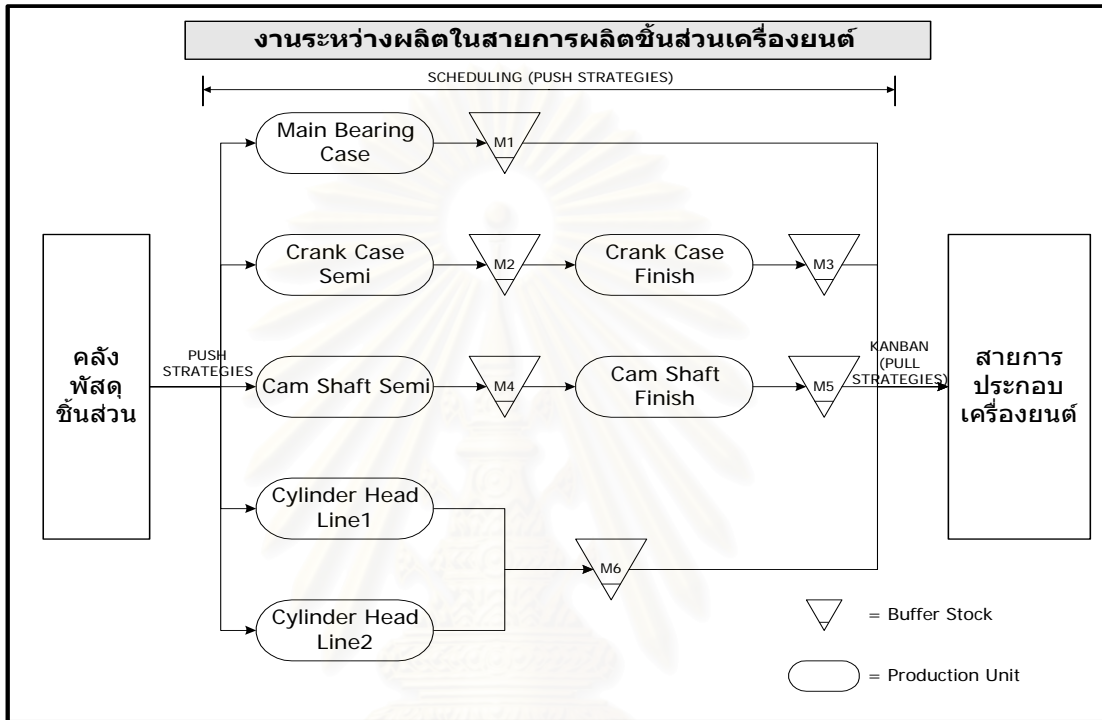 งานระหว่างผลิตในสายการผลิตชิ้นส่วนเครื่องยนต์
SCHEDULING (PUSH STRATEGIES)
Main Bearing
Case
M1
Crank Case
Semi
M2
Crank Case
Finish
M3
คลัง
พัสดุ
ชิ้นส่วน
PUSH
STRATEGIES
Cam Shaft Semi
M4
Cam Shaft
Finish
M5
KANBAN
(PULL
STRATEGIES)
สายการ
ประกอบ
เครื่องยนต์
Cylinder Head
Line1
M6
Cylinder Head
Line2
= Buffer Stock
= Production Unit